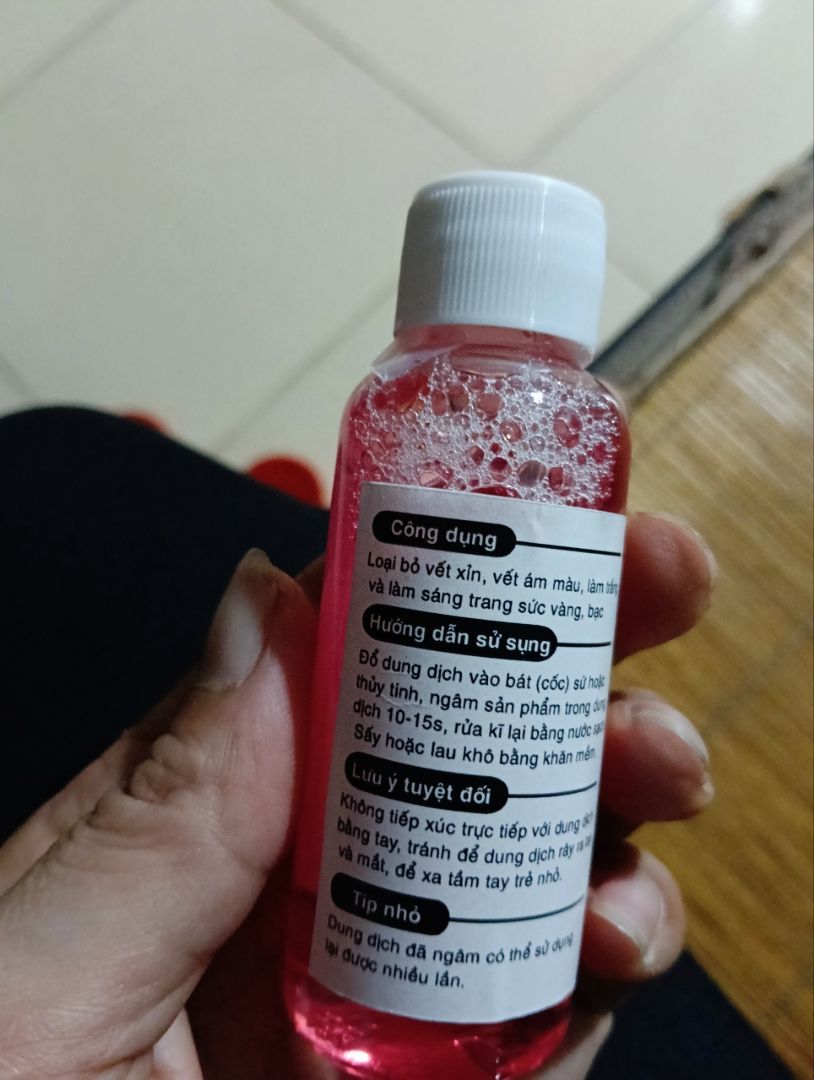 Công dụng
Loại bỏ vết xỉn, vết ám màu, làm trắng
và làm sáng trang sức vàng, bạc
Hướng dẫn sử sụng
Đổ dung dịch vào bát (cốc) sứ hoặc
thủy tinh, ngâm sản phẩm trong dung
dịch 10-15s, rửa kĩ lại bằng nước sạch
Sấy hoặc lau khô bằng khăn mềm.
Lưu ý tuyệt đối
Không tiếp xúc trực tiếp với dung dịch
bằng tay, tránh để dung dịch rây ra
và mắt, để xa tầm tay trẻ nhỏ.
Tip nhỏ
Dung dịch đã ngâm có thể sử dụng
lại được nhiều lần.